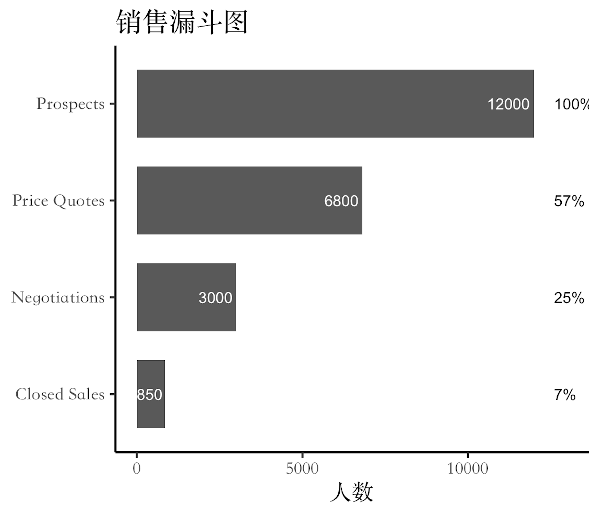 销售漏斗图
Prospects 12000 100%
Price Quotes 6800 57%
Negotiations 3000 25%
Closed Sales 850 7%
0 5000 10000
人数